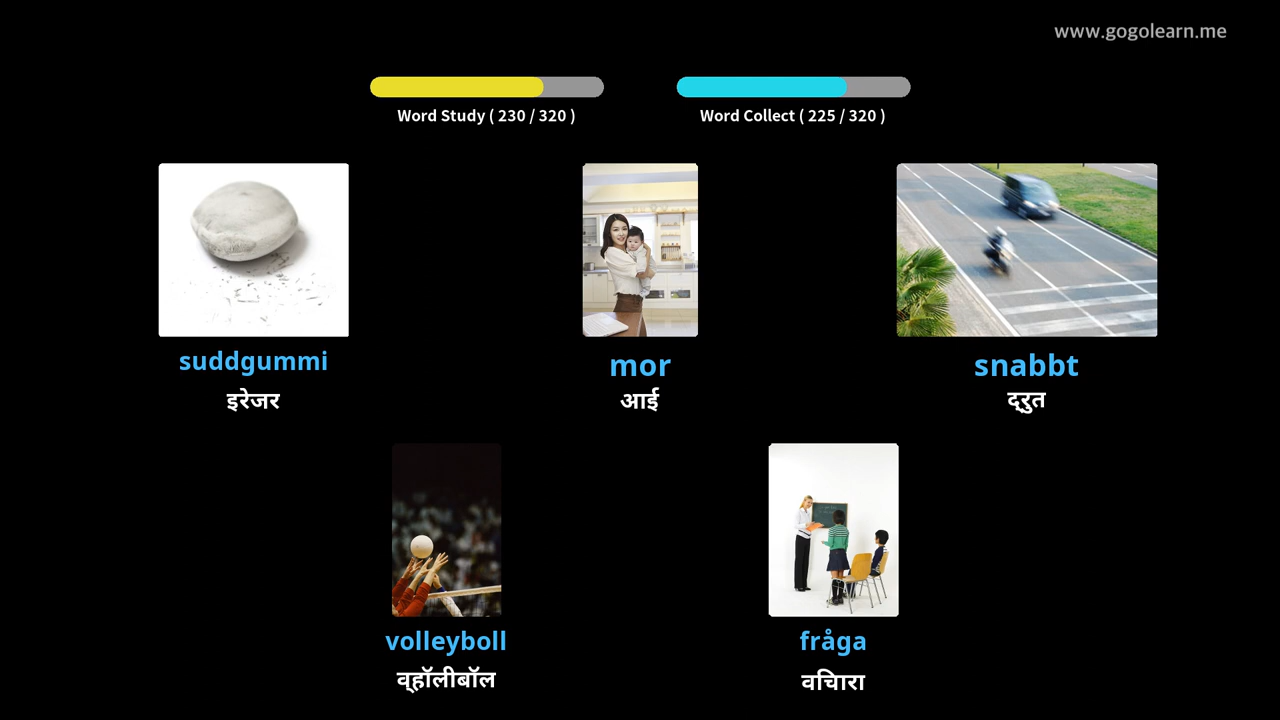 www.gogolearn.me
Word Study ( 230 / 320 )
Word Collect ( 225 / 320 )
suddgummi
mor
snabbt
इरेजर
आई
द्रुत
volleyboll
fråga
व्हॉलीबॉल
विचारा